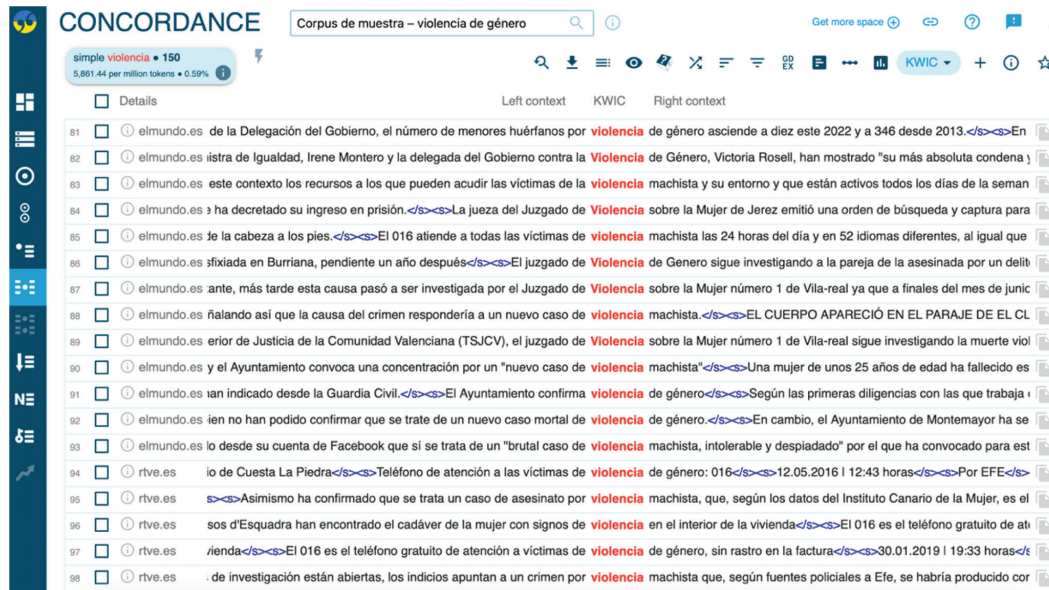 CONCORDANCE
Corpus de muestra – violencia de género
Get more space
simple violencia • 150
5,861.44 per million tokens • 0.59%
GD EX
KWIC
Details Left context KWIC Right context
81 elmundo.es de la Delegación del Gobierno, el número de menores huérfanos por violencia de género asciende a diez este 2022 y a 346 desde 2013.</s><s>En
82 elmundo.es istra de Igualdad, Irene Montero y la delegada del Gobierno contra la Violencia de Género, Victoria Rosell, han mostrado "su más absoluta condena y
83 elmundo.es este contexto los recursos a los que pueden acudir las víctimas de la violencia machista y su entorno y que están activos todos los días de la seman
84 elmundo.es ha decretado su ingreso en prisión.</s><s>La jueza del Juzgado de Violencia sobre la Mujer de Jerez emitió una orden de búsqueda y captura para
85 elmundo.es de la cabeza a los pies.</s><s>El 016 atiende a todas las víctimas de violencia machista las 24 horas del día y en 52 idiomas diferentes, al igual que
86 elmundo.es sfixiada en Burriana, pendiente un año después</s><s>El juzgado de Violencia de Genero sigue investigando a la pareja de la asesinada por un delit
87 elmundo.es ante, más tarde esta causa pasó a ser investigada por el Juzgado de Violencia sobre la Mujer número 1 de Vila-real ya que a finales del mes de junio
88 elmundo.es ñalando así que la causa del crimen respondería a un nuevo caso de violencia machista.</s><s>EL CUERPO APARECIÓ EN EL PARAJE DE EL CL
89 elmundo.es erior de Justicia de la Comunidad Valenciana (TSJCV), el juzgado de Violencia sobre la Mujer número 1 de Vila-real sigue investigando la muerte viol
90 elmundo.es y el Ayuntamiento convoca una concentración por un "nuevo caso de violencia machista"</s><s>Una mujer de unos 25 años de edad ha fallecido es
91 elmundo.es an indicado desde la Guardia Civil.</s><s>El Ayuntamiento confirma violencia de género</s><s>Según las primeras diligencias con las que trabaja
92 elmundo.es ien no han podido confirmar que se trate de un nuevo caso mortal de violencia de género.</s><s>En cambio, el Ayuntamiento de Montemayor ha se
93 elmundo.es lo desde su cuenta de Facebook que sí se trata de un "brutal caso de violencia machista, intolerable y despiadado" por el que ha convocado para est
94 rtve.es io de Cuesta La Piedra</s><s>Teléfono de atención a las víctimas de violencia de género: 016</s><s>12.05.2016 | 12:43 horas</s><s>Por EFE</s>
95 rtve.es s><s>Asimismo ha confirmado que se trata un caso de asesinato por violencia machista, que, según los datos del Instituto Canario de la Mujer, es el
96 rtve.es sos d'Esquadra han encontrado el cadáver de la mujer con signos de violencia en el interior de la vivienda</s><s>El 016 es el teléfono gratuito de at
97 rtve.es vienda</s><s>El 016 es el teléfono gratuito de atención a víctimas de violencia de género, sin rastro en la factura</s><s>30.01.2019 | 19:33 horas</s
98 rtve.es de investigación están abiertas, los indicios apuntan a un crimen por violencia machista que, según fuentes policiales a Efe, se habría producido cor